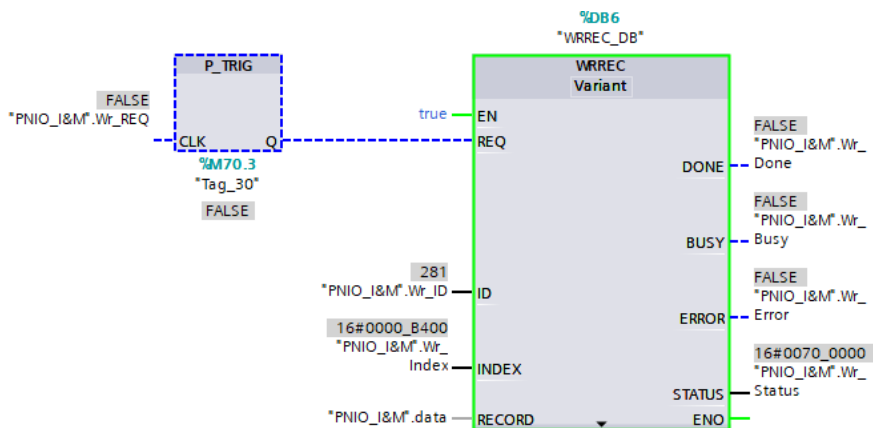 %DB6
"WRREC_DB"
P_TRIG
WRREC
Variant
FALSE
"PNIO_I&M".Wr_REQ
CLK
Q
%M70.3
"Tag_30"
FALSE
true
EN
REQ
281
"PNIO_I&M".Wr_ID
ID
16#0000_B400
"PNIO_I&M".Wr_
Index
INDEX
"PNIO_I&M".data
RECORD
DONE
FALSE
"PNIO_I&M".Wr_
Done
BUSY
FALSE
"PNIO_I&M".Wr_
Busy
ERROR
FALSE
"PNIO_I&M".Wr_
Error
STATUS
16#0070_0000
"PNIO_I&M".Wr_
Status
ENO